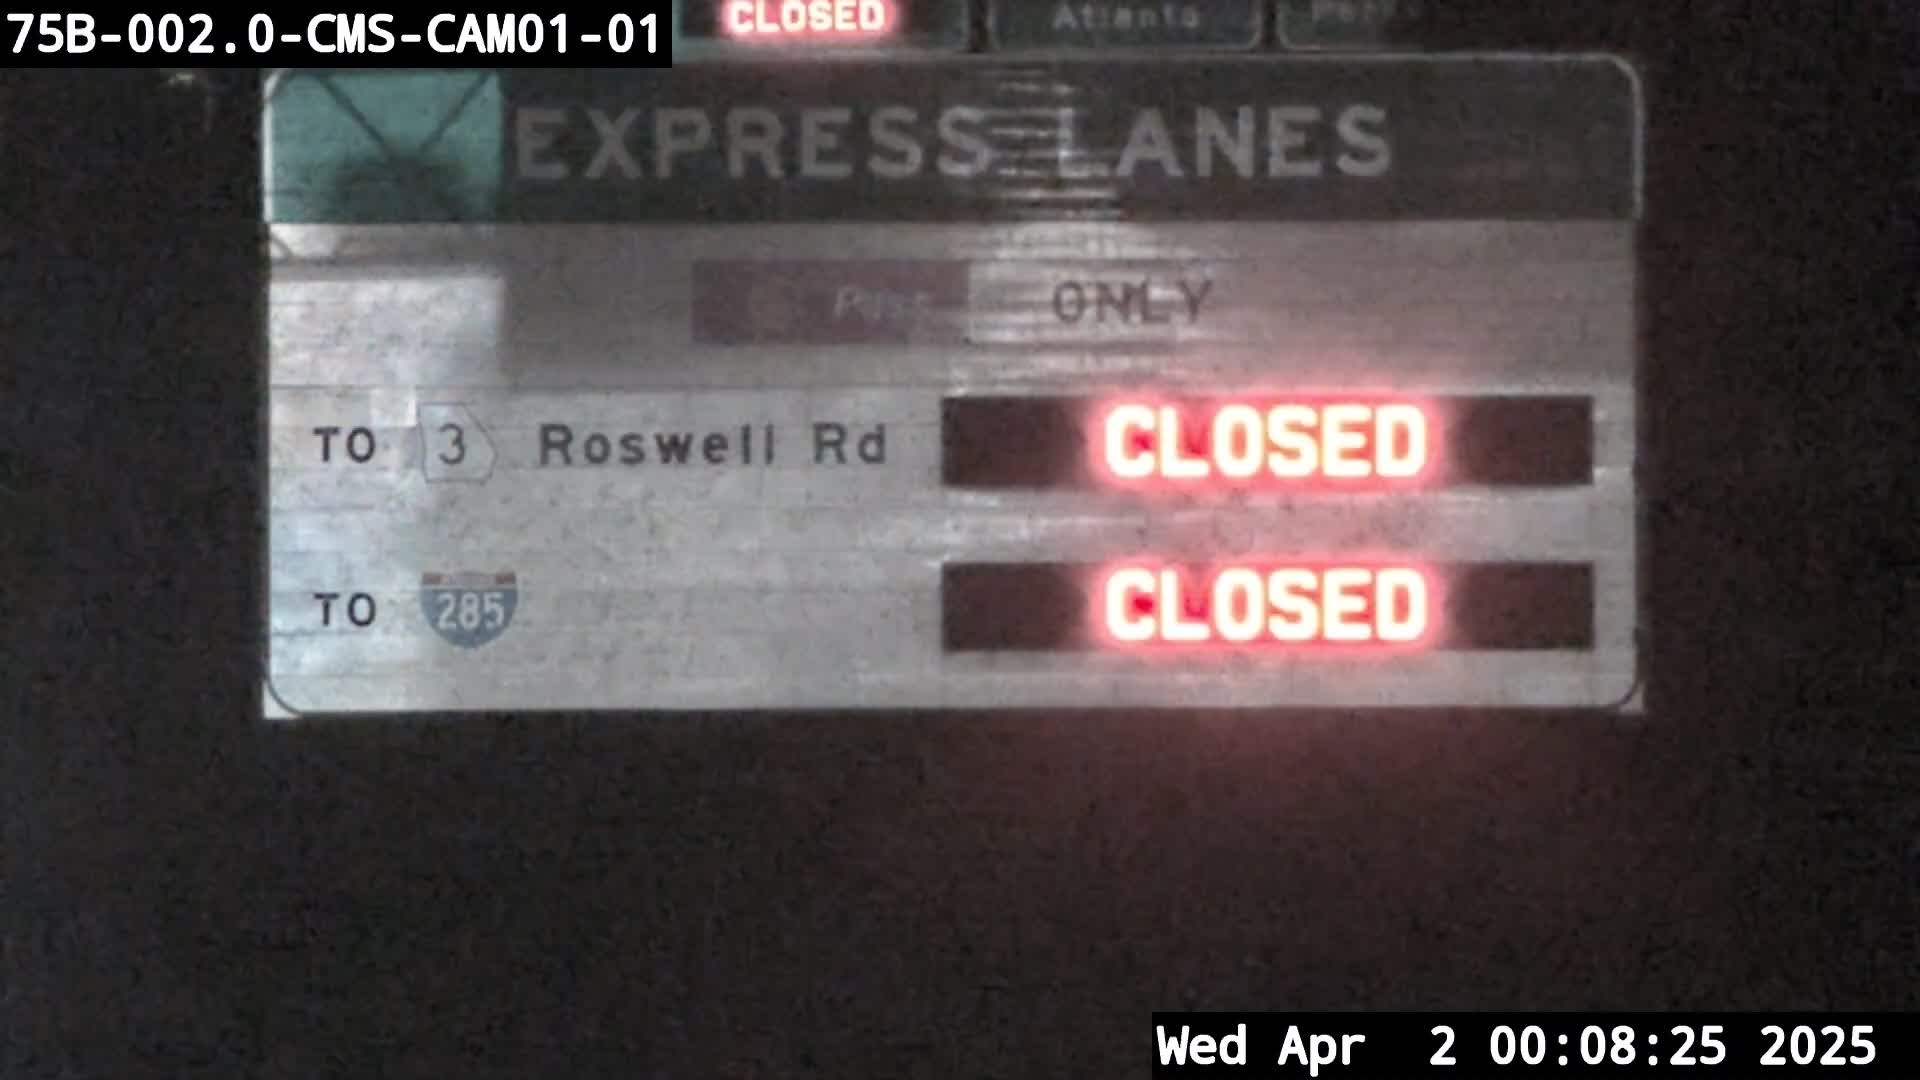 75B-002.0-CMS-CAM01-01
CLOSED
Atlanta
EXPRESS LANES
Pass ONLY
TO 3 Roswell Rd CLOSED
TO 285 CLOSED
Wed Apr 2 00:08:25 2025